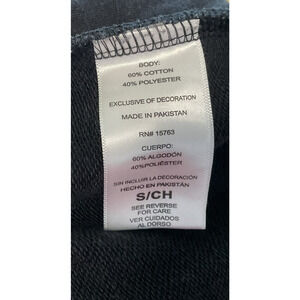 BODY:
60% COTTON
40% POLYESTER
EXCLUSIVE OF DECORATION
MADE IN PAKISTAN
RN# 15763
CUERPO:
60% ALGODÓN
40%POLIÉSTER
SIN INCLUIR LA DECORACIÓN
HECHO EN PAKISTÁN
S/CH
SEE REVERSE
FOR CARE
VER CUIDADOS
AL DORSO